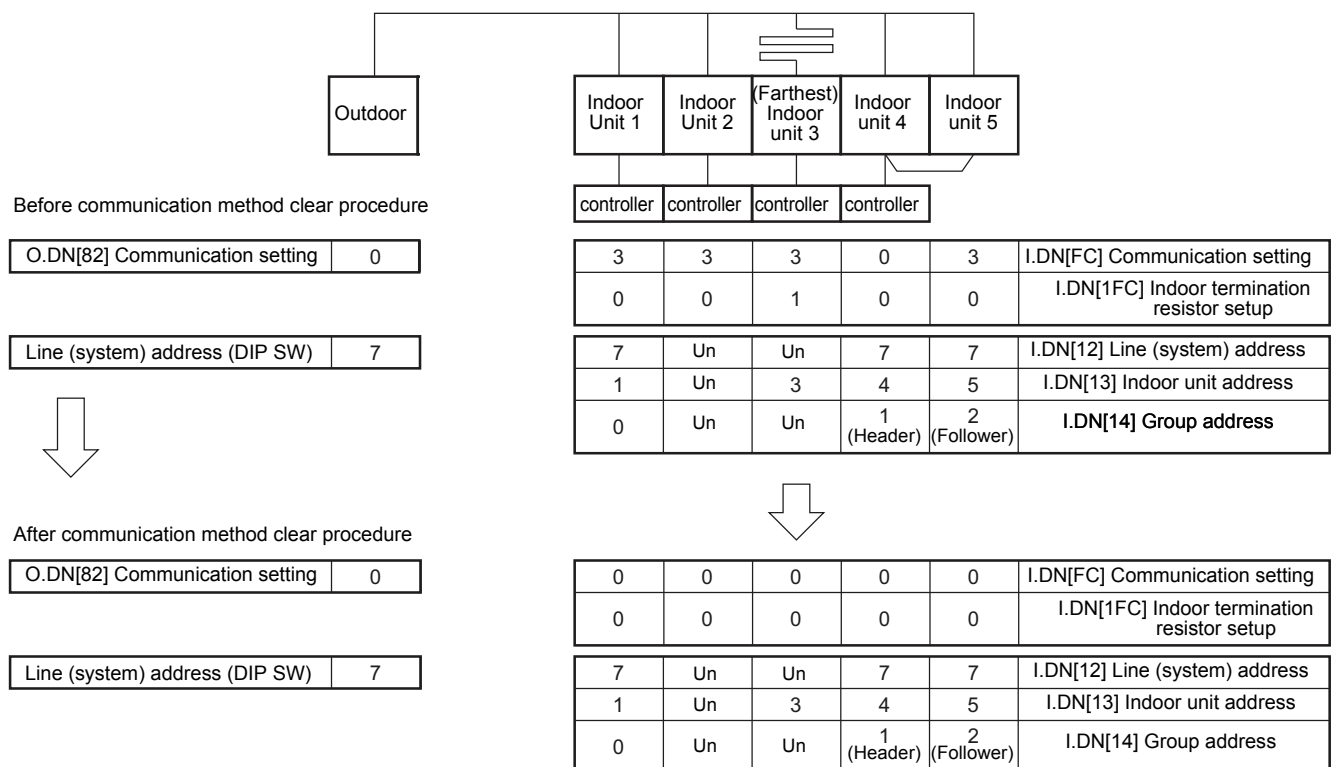 Outdoor
Indoor
Unit 1
Indoor
Unit 2
(Farthest)
Indoor
unit 3
Indoor
unit 4
Indoor
unit 5
controller controller controller controller
Before communication method clear procedure
O.DN[82] Communication setting 0
3 3 3 0 3 I.DN[FC] Communication setting
0 0 1 0 0 I.DN[1FC] Indoor termination
resistor setup
Line (system) address (DIP SW) 7
7 Un Un 7 7 I.DN[12] Line (system) address
1 Un 3 4 5 I.DN[13] Indoor unit address
0 Un Un 1 2 I.DN[14] Group address
(Header) (Follower)
After communication method clear procedure
O.DN[82] Communication setting 0
0 0 0 0 0 I.DN[FC] Communication setting
0 0 0 0 0 I.DN[1FC] Indoor termination
resistor setup
Line (system) address (DIP SW) 7
7 Un Un 7 7 I.DN[12] Line (system) address
1 Un 3 4 5 I.DN[13] Indoor unit address
0 Un Un 1 2 I.DN[14] Group address
(Header) (Follower)